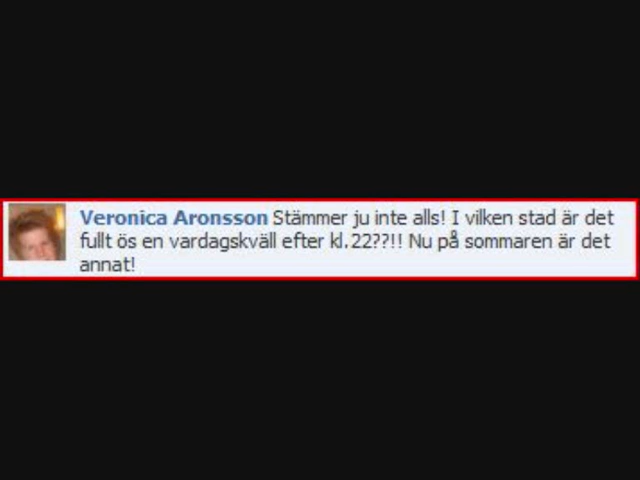 Veronica Aronsson Stämmer ju inte alls! I vilken stad är det
fullt ös en vardagskväll efter kl.22??!! Nu på sommaren är det
annat!